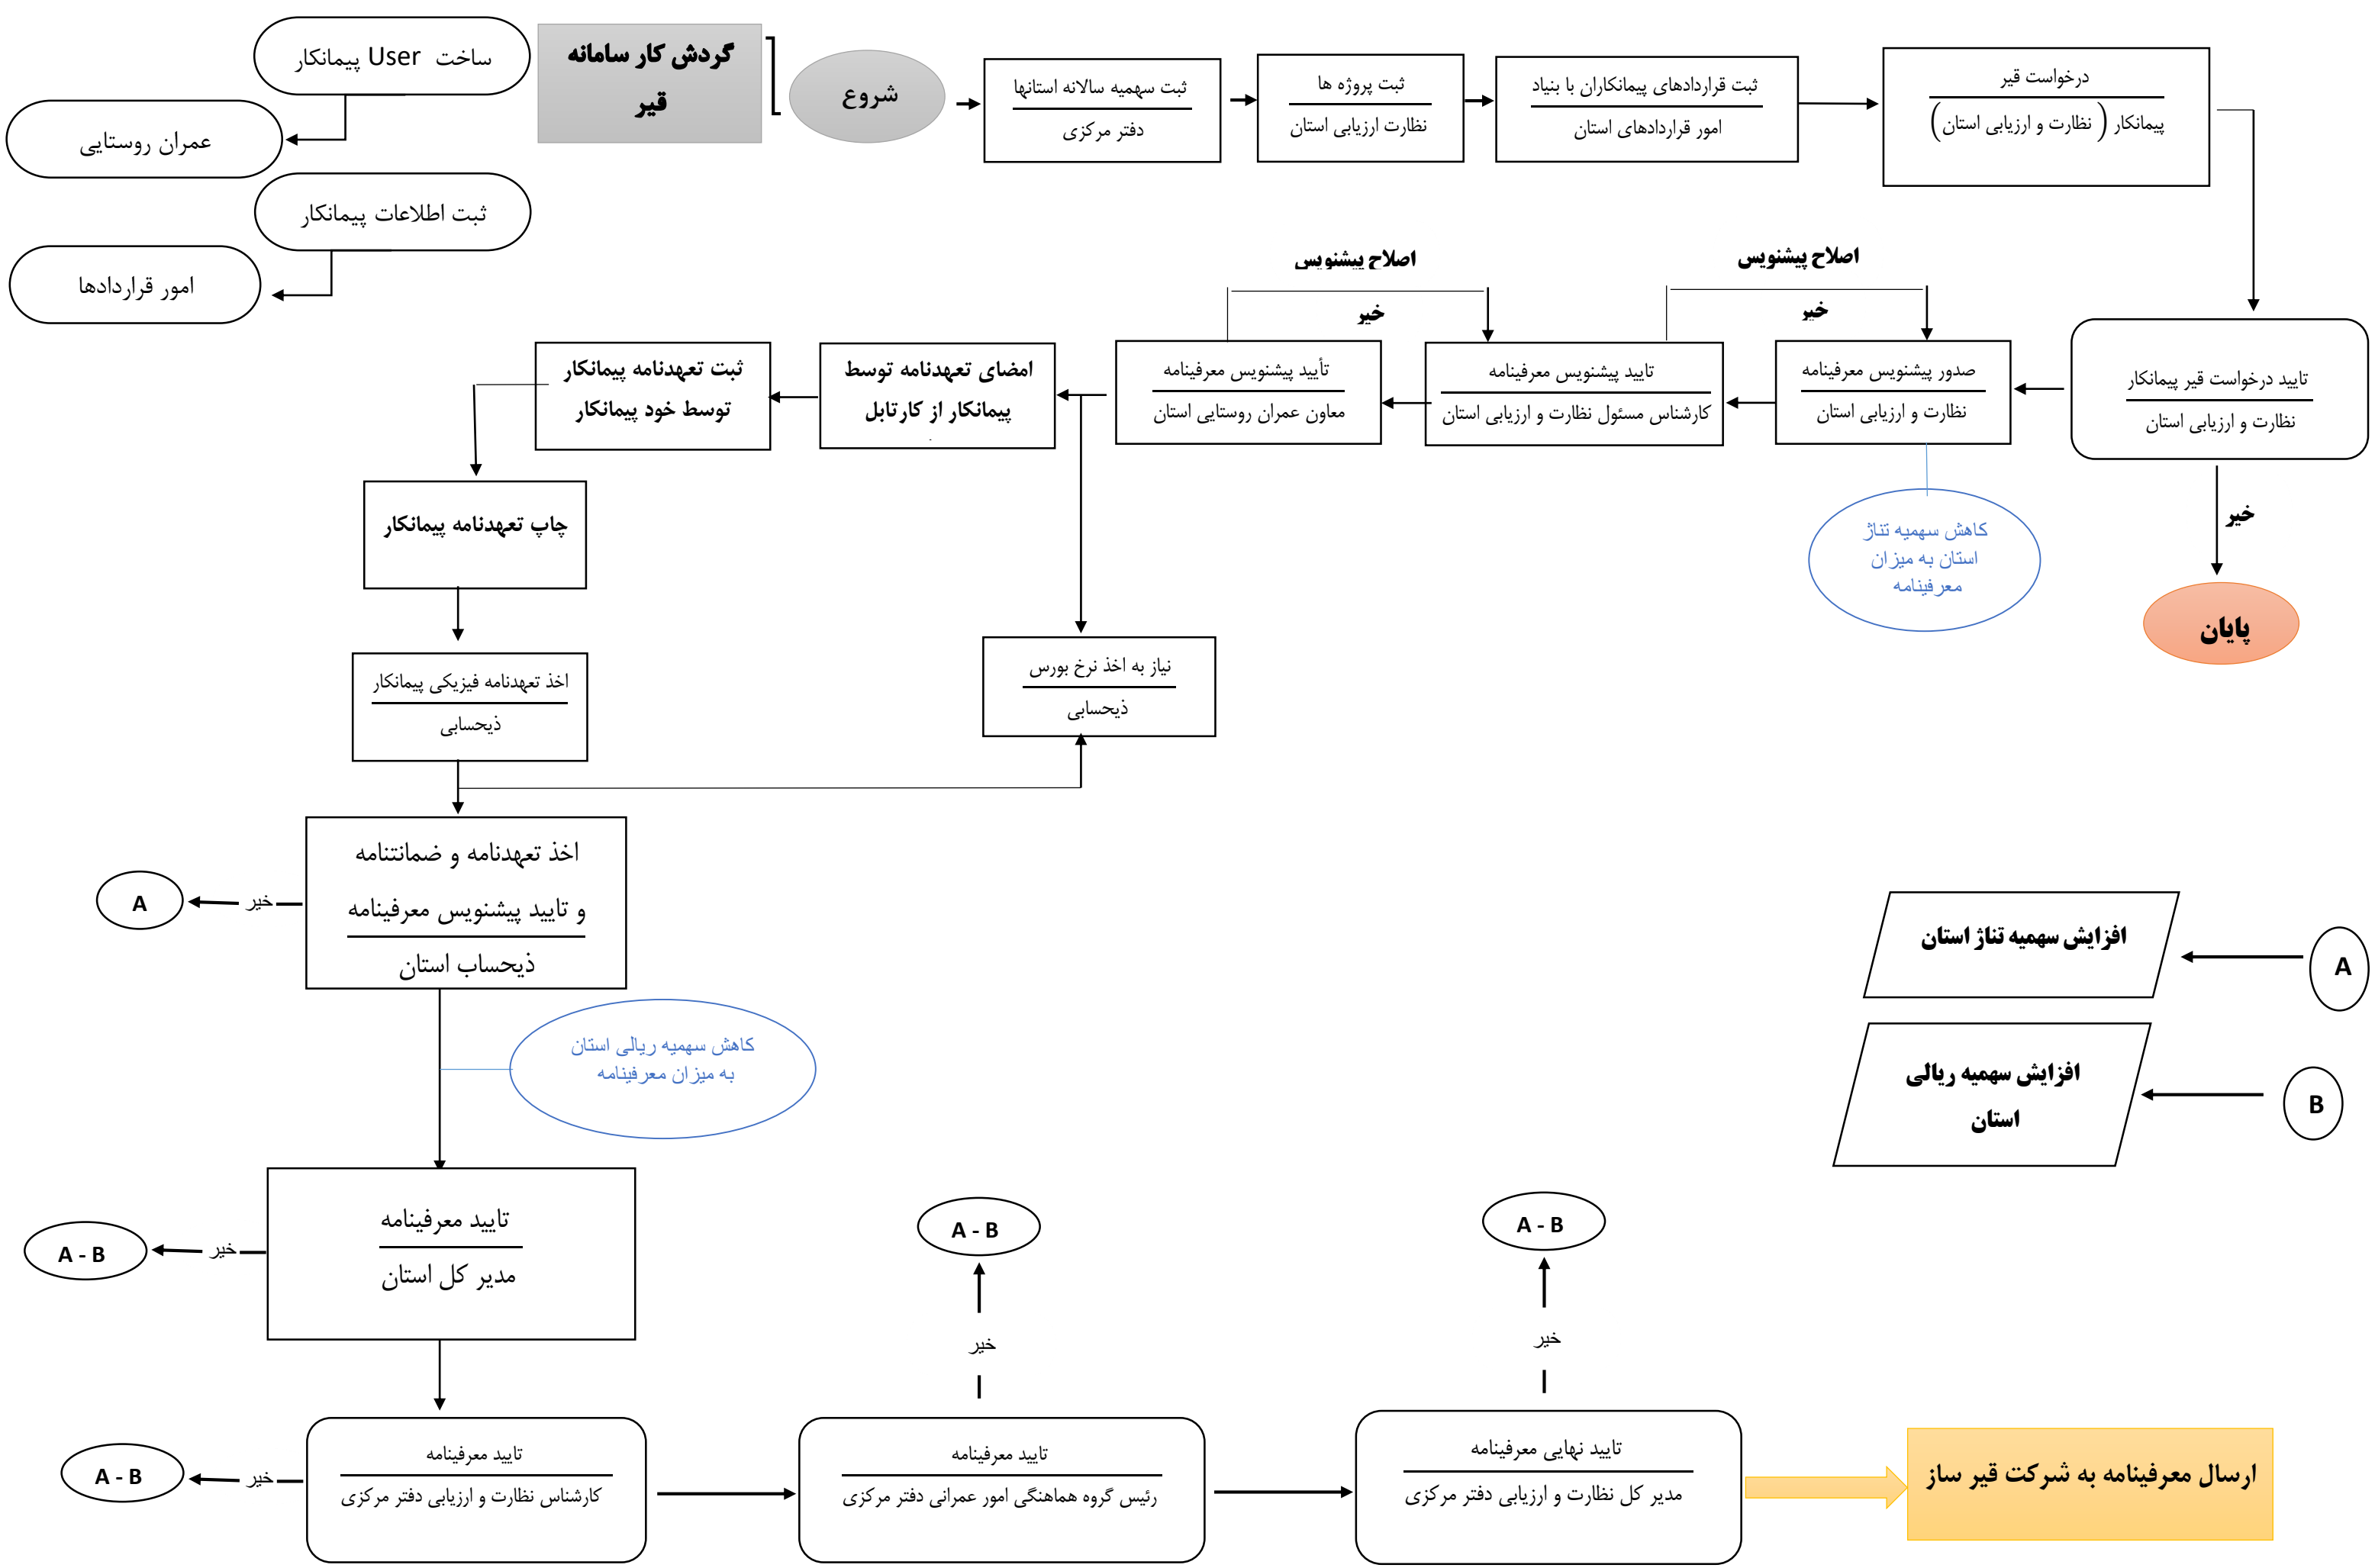 گردش کار سامانه
قیر
شروع
ثبت سهمیه سالانه استانها
دفتر مرکزی
ثبت پروژه ها
نظارت ارزیابی استان
ثبت قراردادهای پیمانکاران با بنیاد
امور قراردادهای استان
درخواست قیر
پیمانکار (نظارت و ارزیابی استان)
ساخت User پیمانکار
عمران روستایی
ثبت اطلاعات پیمانکار
امور قراردادها
تایید درخواست قیر پیمانکار
نظارت و ارزیابی استان
خیر
پایان
صدور پیشنویس معرفینامه
نظارت و ارزیابی استان
کاهش سهمیه تناژ
استان به میزان
معرفینامه
اصلاح پیشنویس
خیر
تایید پیشنویس معرفینامه
کارشناس مسئول نظارت و ارزیابی استان
اصلاح پیشنویس
خیر
تأیید پیشنویس معرفینامه
معاون عمران روستایی استان
امضای تعهدنامه توسط
پیمانکار از کارتابل
ثبت تعهدنامه پیمانکار
توسط خود پیمانکار
چاپ تعهدنامه پیمانکار
نیاز به اخذ نرخ بورس
ذیحسابی
اخذ تعهدنامه فیزیکی پیمانکار
ذیحسابی
اخذ تعهدنامه و ضمانتنامه
و تایید پیشنویس معرفینامه
ذیحساب استان
خیر
A
کاهش سهمیه ریالی استان
به میزان معرفینامه
افزایش سهمیه تناژ استان
A
افزایش سهمیه ریالی
استان
B
تایید معرفینامه
مدیر کل استان
خیر
A - B
تایید معرفینامه
کارشناس نظارت و ارزیابی دفتر مرکزی
خیر
A - B
تایید معرفینامه
رئیس گروه هماهنگی امور عمرانی دفتر مرکزی
خیر
A - B
تایید نهایی معرفینامه
مدیر کل نظارت و ارزیابی دفتر مرکزی
خیر
A - B
ارسال معرفینامه به شرکت قیر ساز